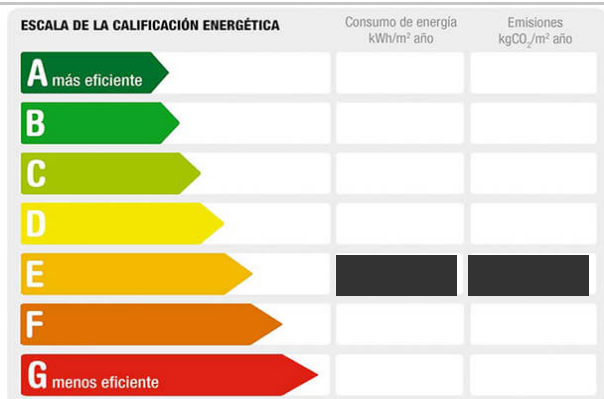 ESCALA DE LA CALIFICACIÓN ENERGÉTICA
Consumo de energía
kWh/m² año
Emisiones
kgCO₂/m² año
A más eficiente
B
C
D
E
F
G menos eficiente